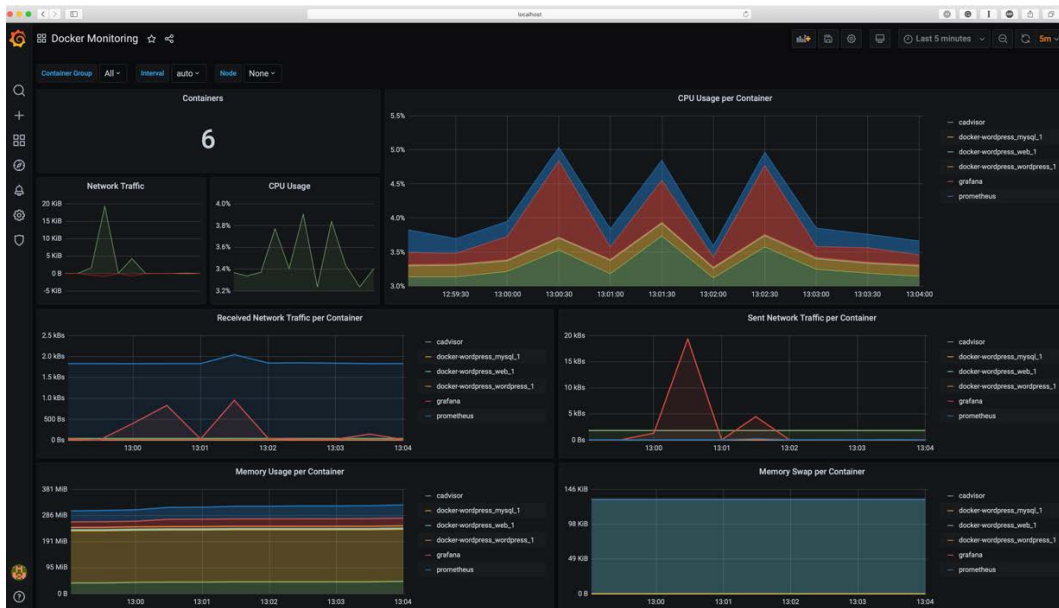 localhost
Docker Monitoring
Last 5 minutes
5m
Container Group All
Interval auto
Node None
Containers
6
Network Traffic
20 KiB
15 KiB
10 KiB
5 KiB
0 B
-5 KiB
CPU Usage
4.0%
3.8%
3.6%
3.4%
3.2%
CPU Usage per Container
5.5%
5.0%
4.5%
4.0%
3.5%
3.0%
12:59:30 13:00:00 13:00:30 13:01:00 13:01:30 13:02:00 13:02:30 13:03:00 13:03:30 13:04:00
cadvisor
docker-wordpress_mysql_1
docker-wordpress_web_1
docker-wordpress_wordpress_1
grafana
prometheus
Received Network Traffic per Container
2.5 kBs
2.0 kBs
1.5 kBs
1.0 kBs
500 Bs
0 Bs
13:00 13:01 13:02 13:03 13:04
cadvisor
docker-wordpress_mysql_1
docker-wordpress_web_1
docker-wordpress_wordpress_1
grafana
prometheus
Sent Network Traffic per Container
20 kBs
15 kBs
10 kBs
5 kBs
0 Bs
13:00 13:01 13:02 13:03 13:04
cadvisor
docker-wordpress_mysql_1
docker-wordpress_web_1
docker-wordpress_wordpress_1
grafana
prometheus
Memory Usage per Container
381 MiB
286 MiB
191 MiB
95 MiB
0 B
13:00 13:01 13:02 13:03 13:04
cadvisor
docker-wordpress_mysql_1
docker-wordpress_web_1
docker-wordpress_wordpress_1
grafana
prometheus
Memory Swap per Container
146 KiB
98 KiB
49 KiB
0 B
13:00 13:01 13:02 13:03 13:04
cadvisor
docker-wordpress_mysql_1
docker-wordpress_web_1
docker-wordpress_wordpress_1
grafana
prometheus